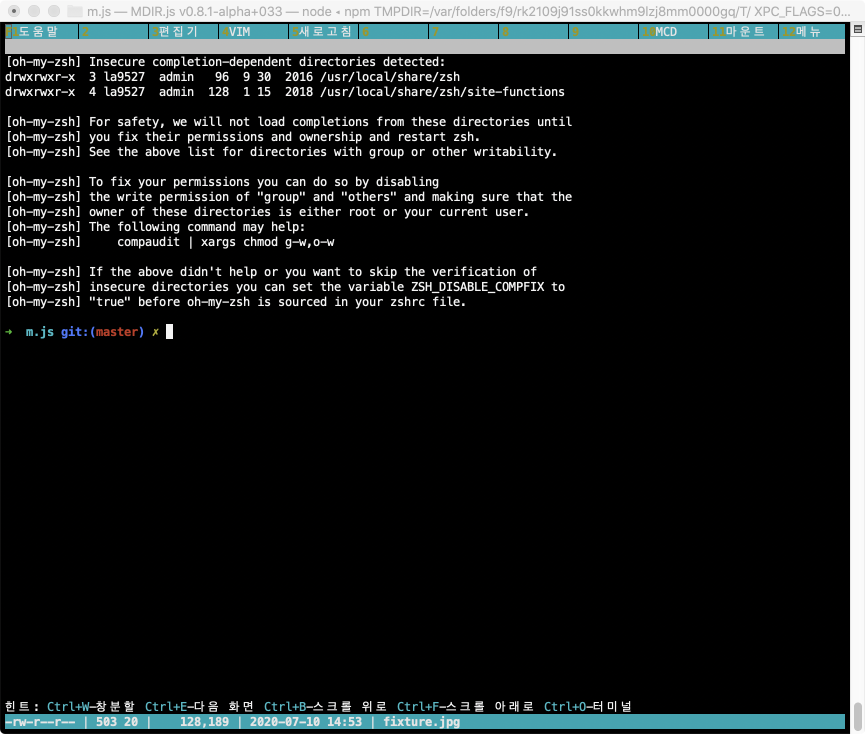 m.js — MDIR.js v0.8.1-alpha+033 — node ◂ npm TMPDIR=/var/folders/f9/rk2109j91ss0kkwhm9lzj8mm0000gq/T/ XPC_FLAGS=0...
1도움말 2 3편집기 4VIM 5새로고침 6 7 8 9 10MCD 11마운트 12메뉴
[oh-my-zsh] Insecure completion-dependent directories detected:
drwxrwxr-x  3 la9527  admin   96  9 30  2016 /usr/local/share/zsh
drwxrwxr-x  4 la9527  admin  128  1 15  2018 /usr/local/share/zsh/site-functions
[oh-my-zsh] For safety, we will not load completions from these directories until
[oh-my-zsh] you fix their permissions and ownership and restart zsh.
[oh-my-zsh] See the above list for directories with group or other writability.
[oh-my-zsh] To fix your permissions you can do so by disabling
[oh-my-zsh] the write permission of "group" and "others" and making sure that the
[oh-my-zsh] owner of these directories is either root or your current user.
[oh-my-zsh] The following command may help:
[oh-my-zsh]     compaudit | xargs chmod g-w,o-w
[oh-my-zsh] If the above didn't help or you want to skip the verification of
[oh-my-zsh] insecure directories you can set the variable ZSH_DISABLE_COMPFIX to
[oh-my-zsh] "true" before oh-my-zsh is sourced in your zshrc file.
→  m.js git:(master) ✗
힌트: Ctrl+W-창분할 Ctrl+E-다음 화면 Ctrl+B-스크롤 위로 Ctrl+F-스크롤 아래로 Ctrl+O-터미널
-rw-r--r-- | 503 20 |    128,189 | 2020-07-10 14:53 | fixture.jpg